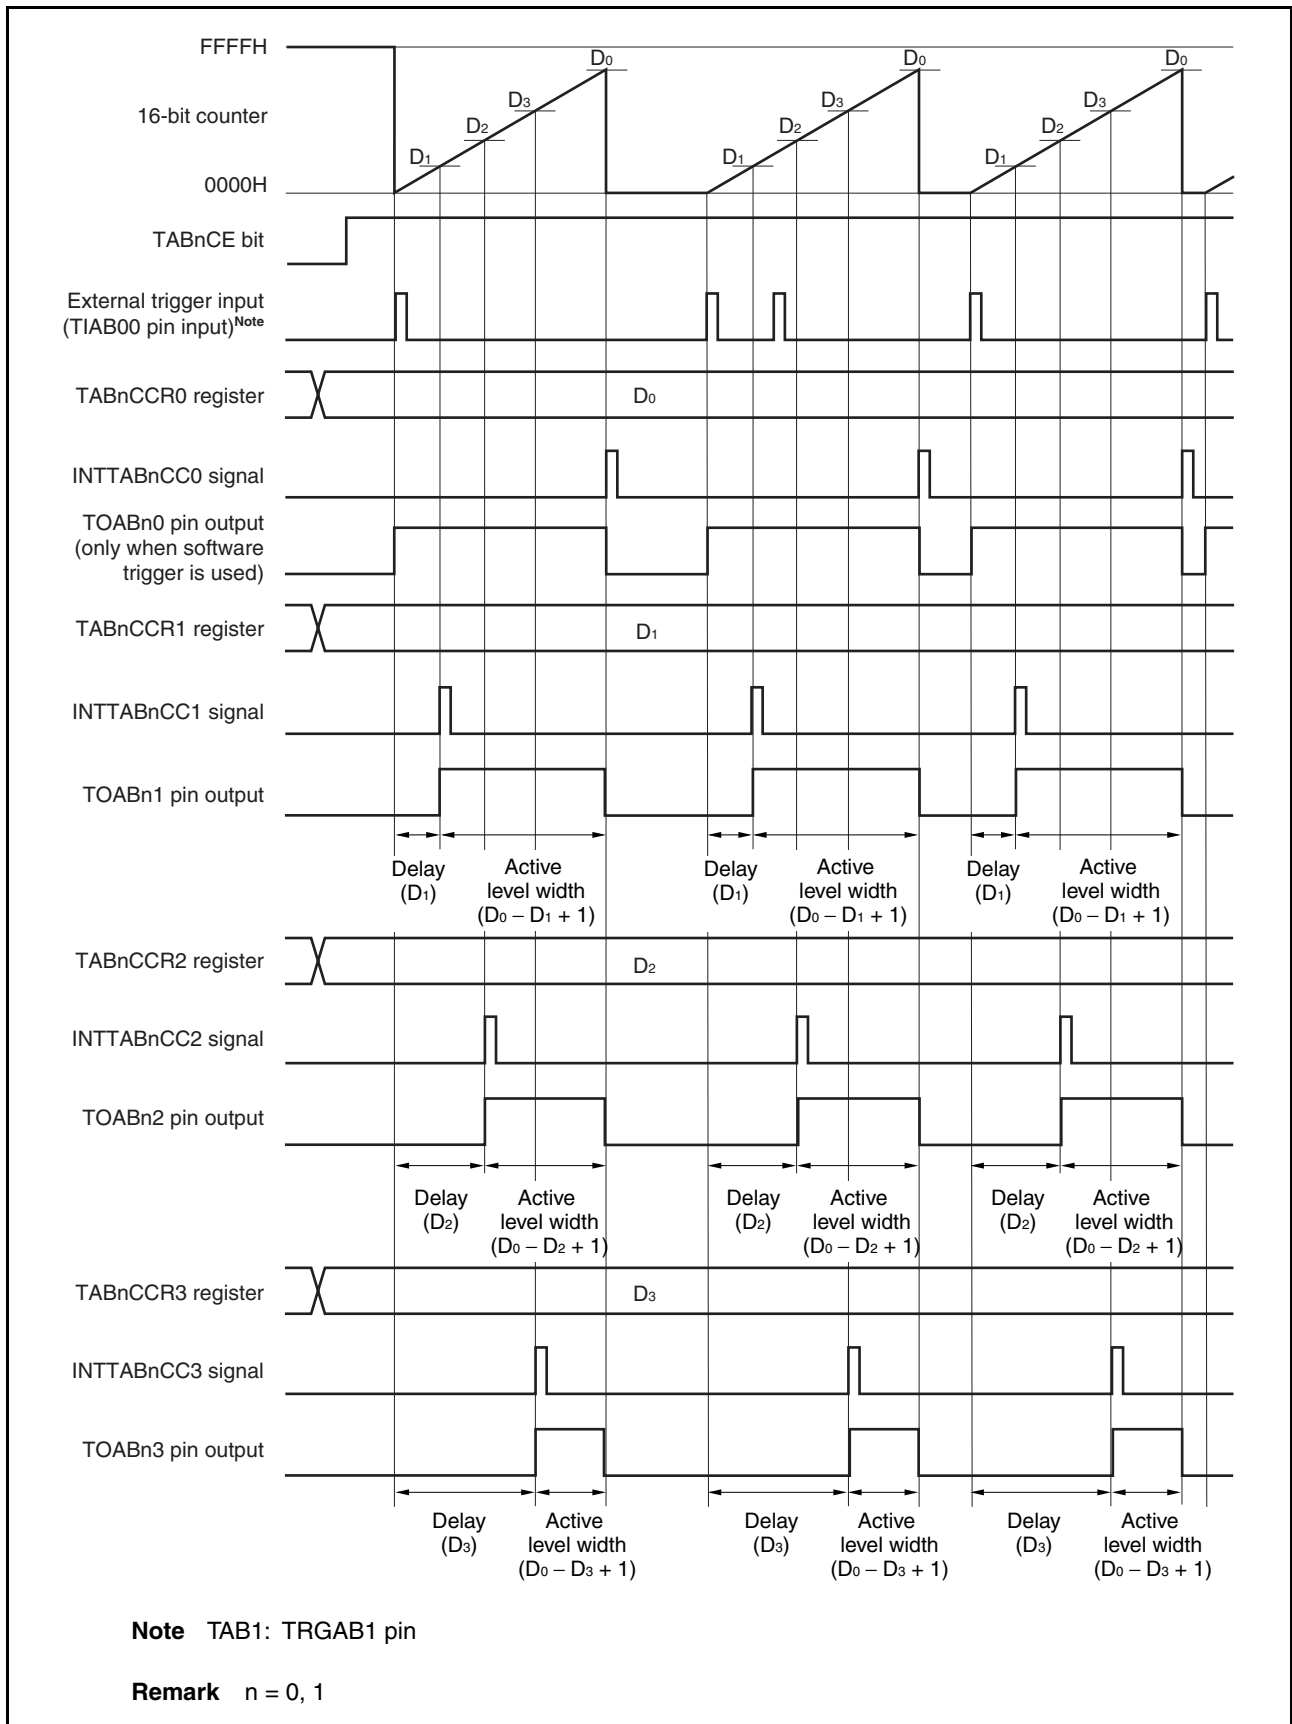 FFFFH
D0 D0 D0
D3 D3 D3
16-bit counter
D2 D2 D2
D1 D1 D1
0000H
TABnCE bit
External trigger input
(TIAB00 pin input)Note
TABnCCR0 register D0
INTTABnCC0 signal
TOABn0 pin output
(only when software
trigger is used)
TABnCCR1 register D1
INTTABnCC1 signal
TOABn1 pin output
Delay Active Delay Active Delay Active
(D1) level width (D1) level width (D1) level width
(D0 – D1 + 1) (D0 – D1 + 1) (D0 – D1 + 1)
TABnCCR2 register D2
INTTABnCC2 signal
TOABn2 pin output
Delay Active Delay Active Delay Active
(D2) level width (D2) level width (D2) level width
(D0 – D2 + 1) (D0 – D2 + 1) (D0 – D2 + 1)
TABnCCR3 register D3
INTTABnCC3 signal
TOABn3 pin output
Delay Active Delay Active Delay Active
(D3) level width (D3) level width (D3) level width
(D0 – D3 + 1) (D0 – D3 + 1) (D0 – D3 + 1)
Note TAB1: TRGAB1 pin
Remark n = 0, 1